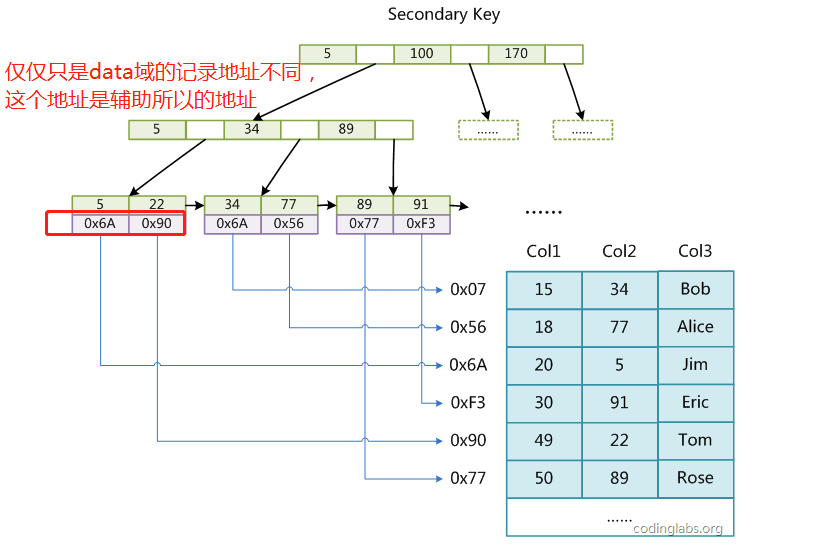 Secondary Key
5 100 170
仅仅只是data域的记录地址不同，
这个地址是辅助所以的地址
5 34 89
...... ......
5 22 34 77 89 91
0x6A 0x90 0x6A 0x56 0x77 0xF3
......
Col1 Col2 Col3
0x07 15 34 Bob
0x56 18 77 Alice
0x6A 20 5 Jim
0xF3 30 91 Eric
0x90 49 22 Tom
0x77 50 89 Rose
......
codinglabs.org